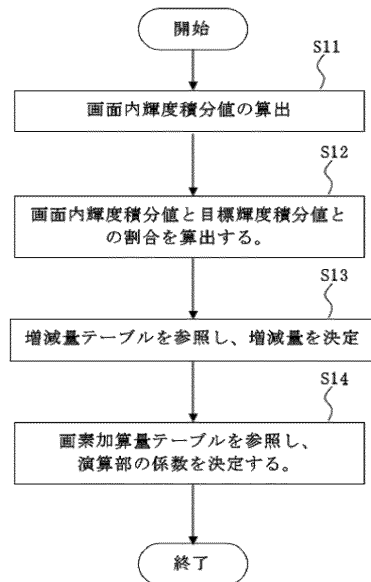 開始
S11
画面内輝度積分値の算出
S12
画面内輝度積分値と目標輝度積分値と
の割合を算出する。
S13
増減量テーブルを参照し、増減量を決定
S14
画素加算量テーブルを参照し、
演算部の係数を決定する。
終了